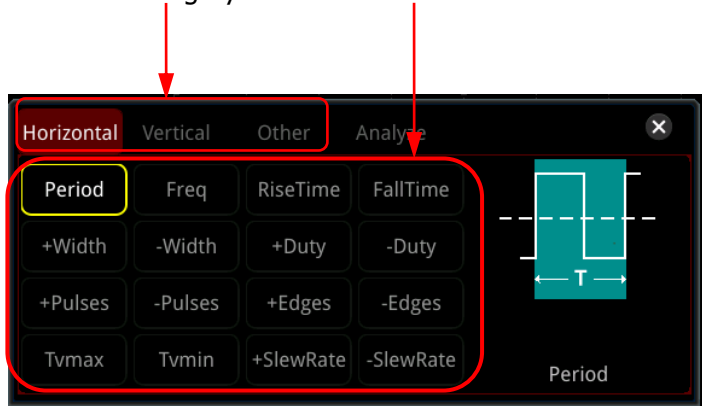 Horizontal Vertical Other Analyze
Period Freq RiseTime FallTime
+Width -Width +Duty -Duty
+Pulses -Pulses +Edges -Edges
T
Tvmax Tvmin +SlewRate -SlewRate
Period